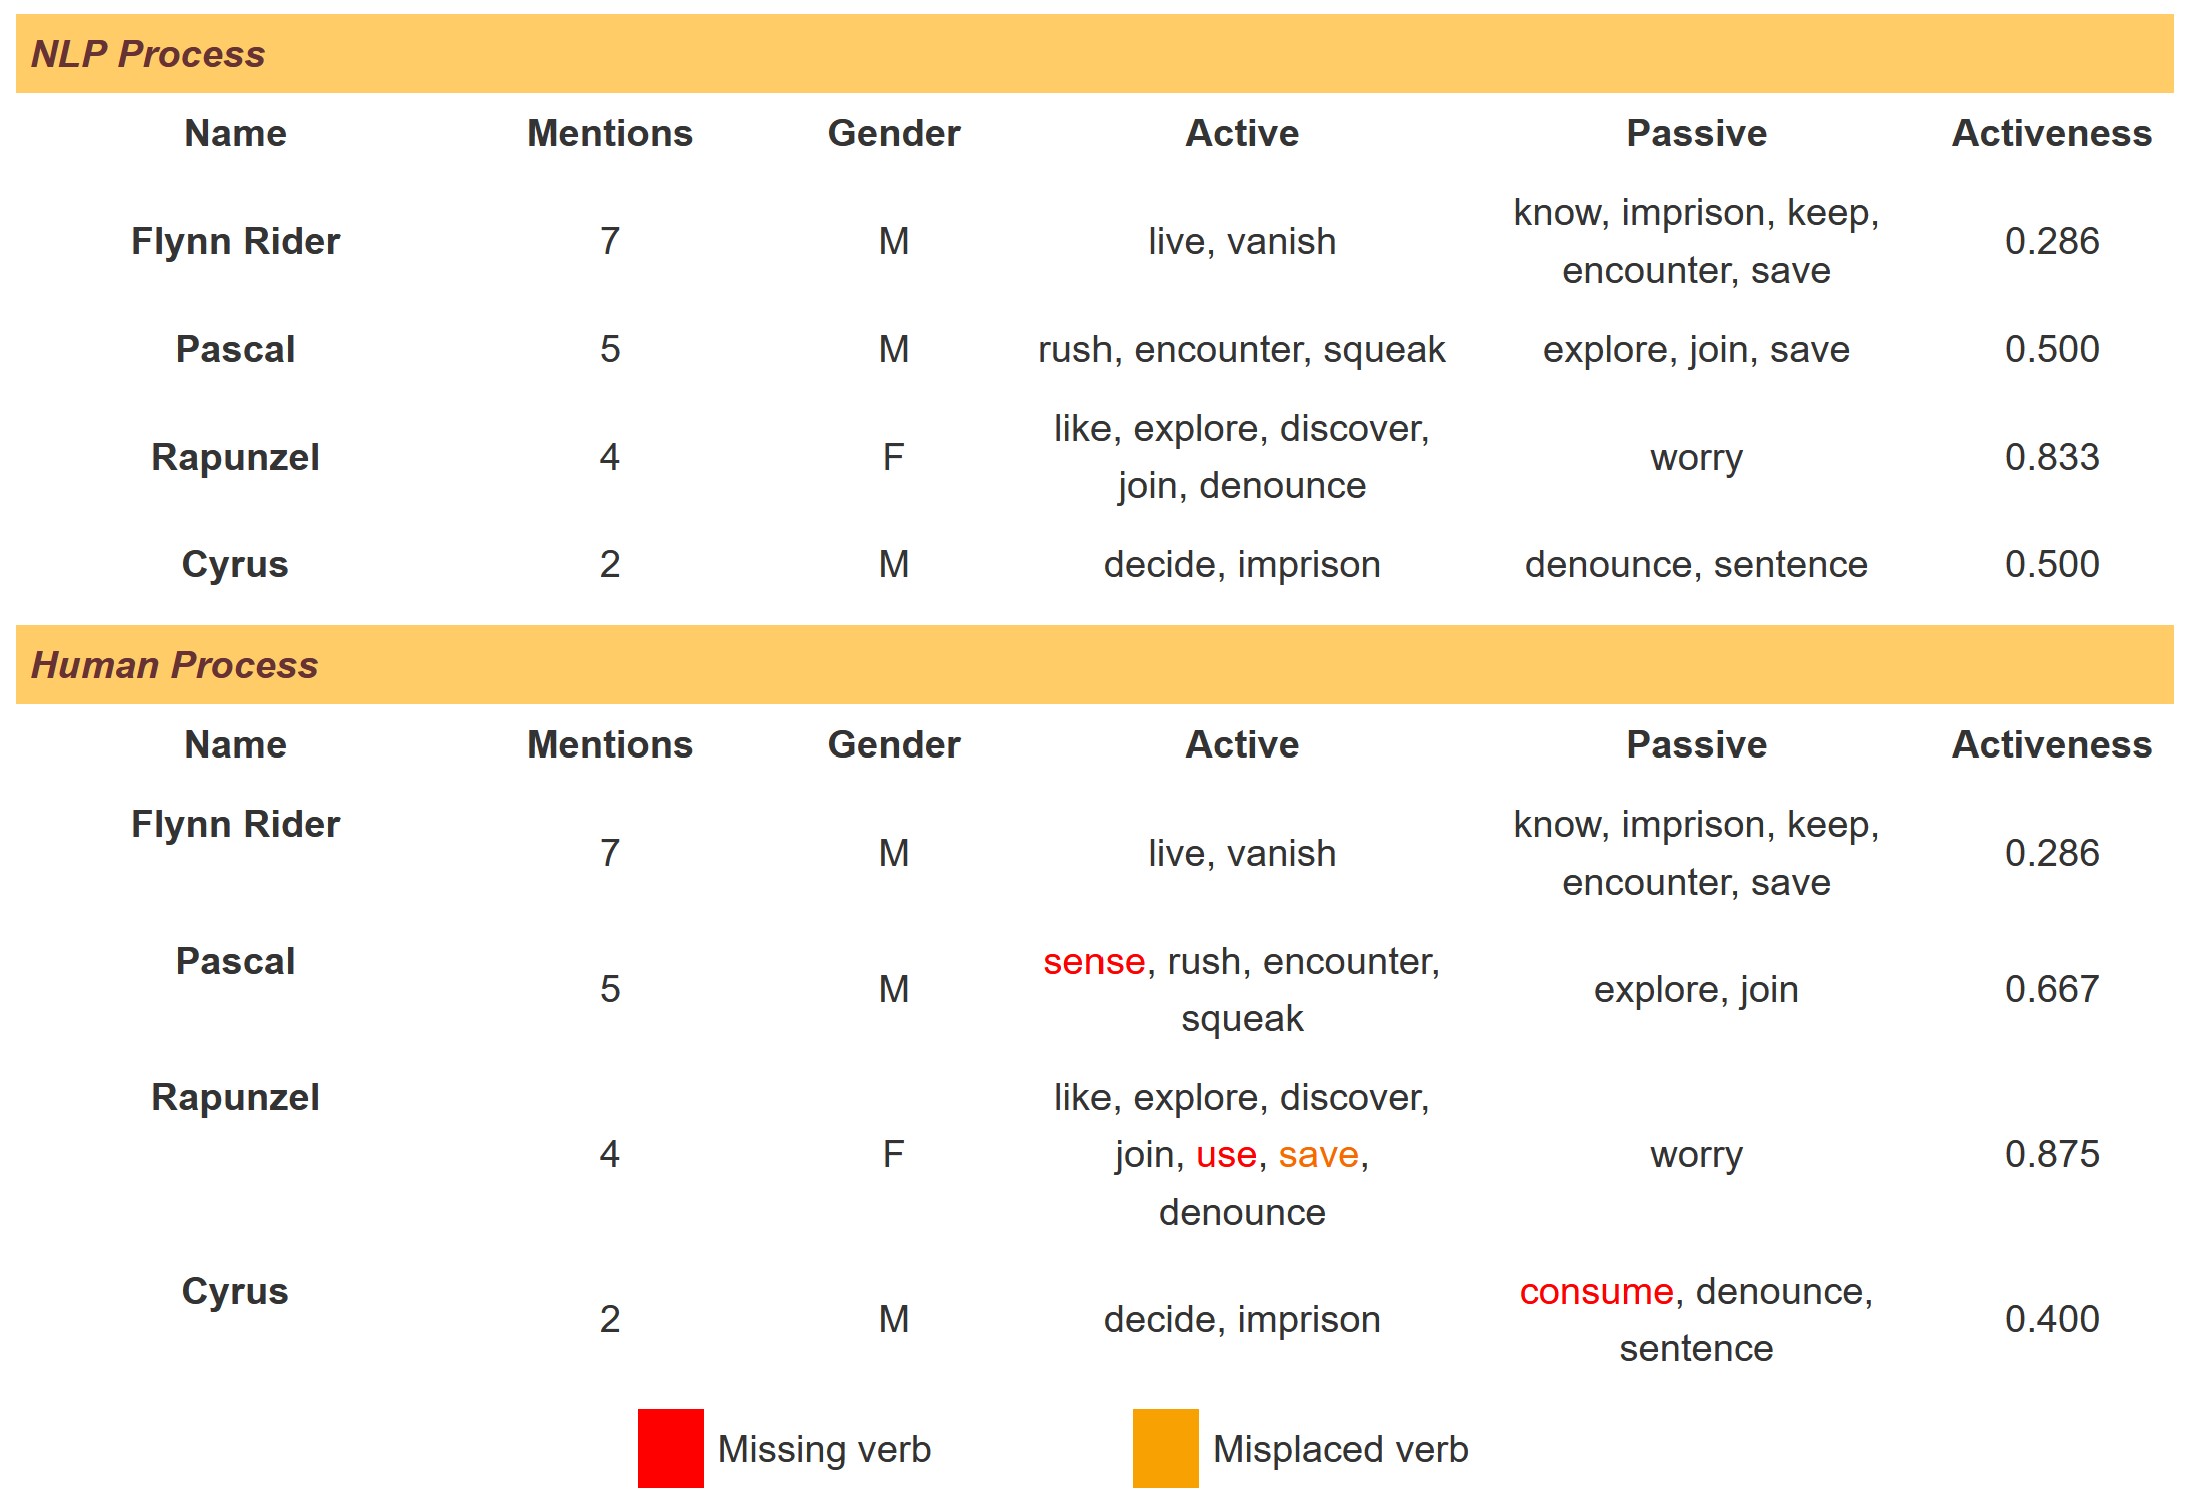 NLP Process
Name Mentions Gender Active Passive Activeness
Flynn Rider 7 M live, vanish know, imprison, keep, encounter, save 0.286
Pascal 5 M rush, encounter, squeak explore, join, save 0.500
Rapunzel 4 F like, explore, discover, join, denounce worry 0.833
Cyrus 2 M decide, imprison denounce, sentence 0.500
Human Process
Name Mentions Gender Active Passive Activeness
Flynn Rider 7 M live, vanish know, imprison, keep, encounter, save 0.286
Pascal 5 M sense, rush, encounter, squeak explore, join 0.667
Rapunzel 4 F like, explore, discover, join, use, save, denounce worry 0.875
Cyrus 2 M decide, imprison consume, denounce, sentence 0.400
Missing verb Misplaced verb